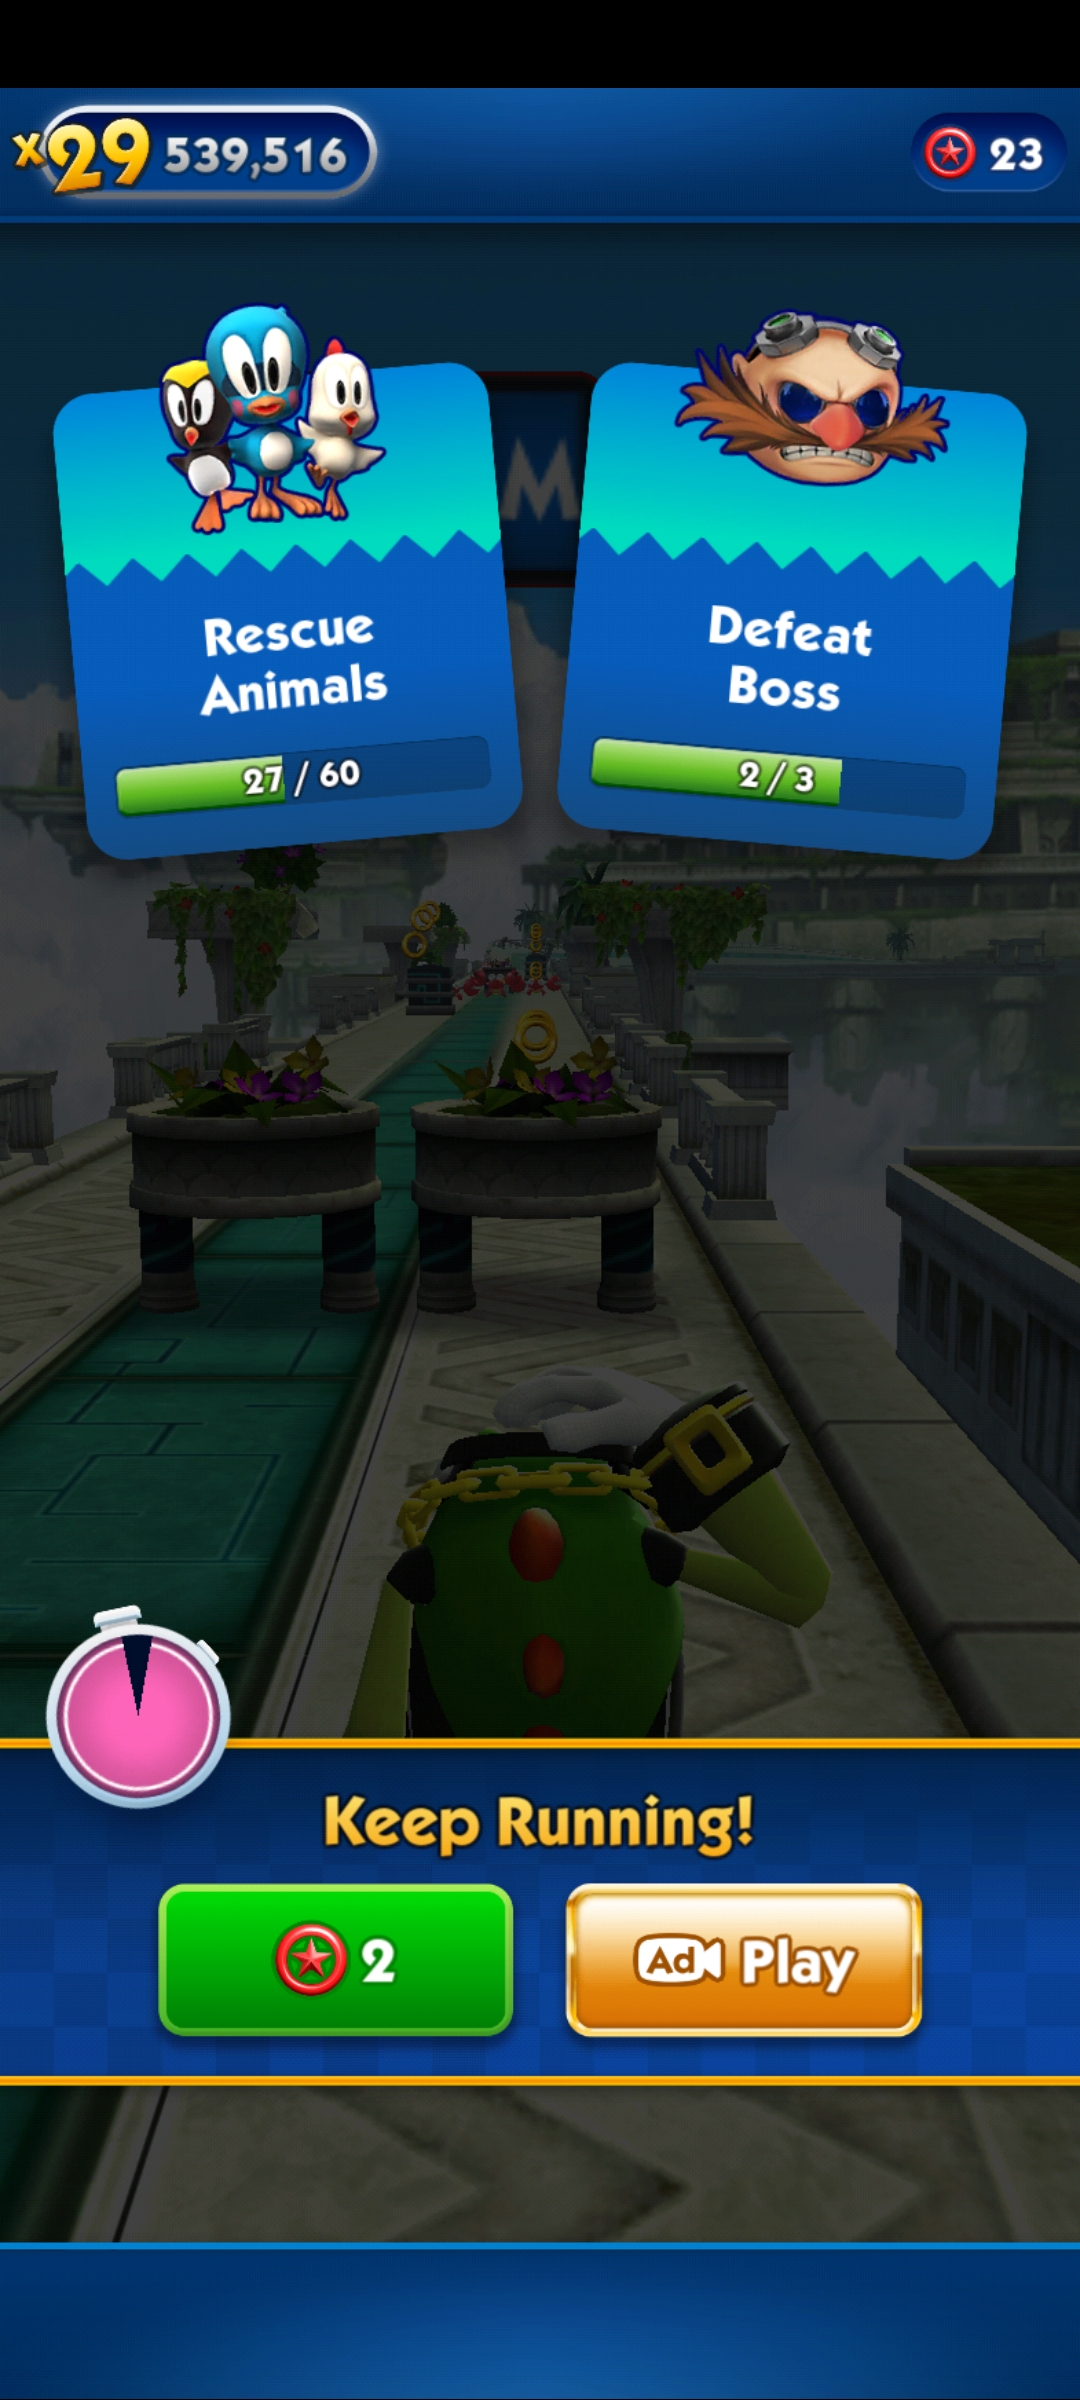 x29 539,516
23
M
Rescue
Animals
27 / 60
Defeat
Boss
2 / 3
Keep Running!
2
Ad Play